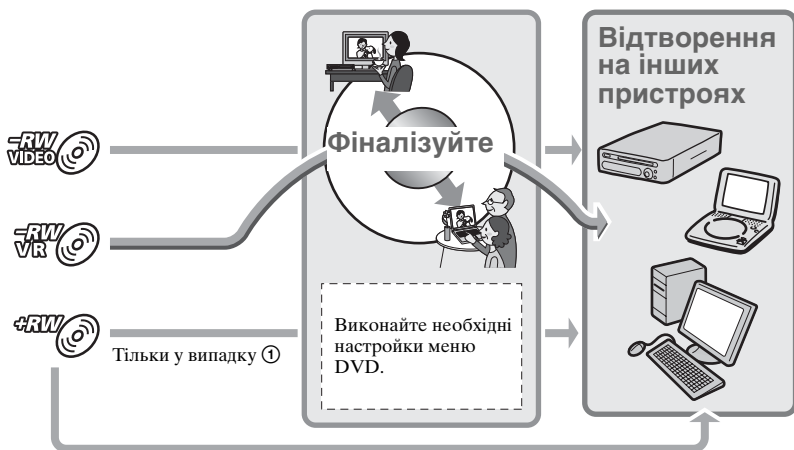 -RW
VIDEO
-RW
VR
+RW
Тільки у випадку ①
Фіналізуйте
Виконайте необхідні
настройки меню
DVD.
Відтворення
на інших
пристроях